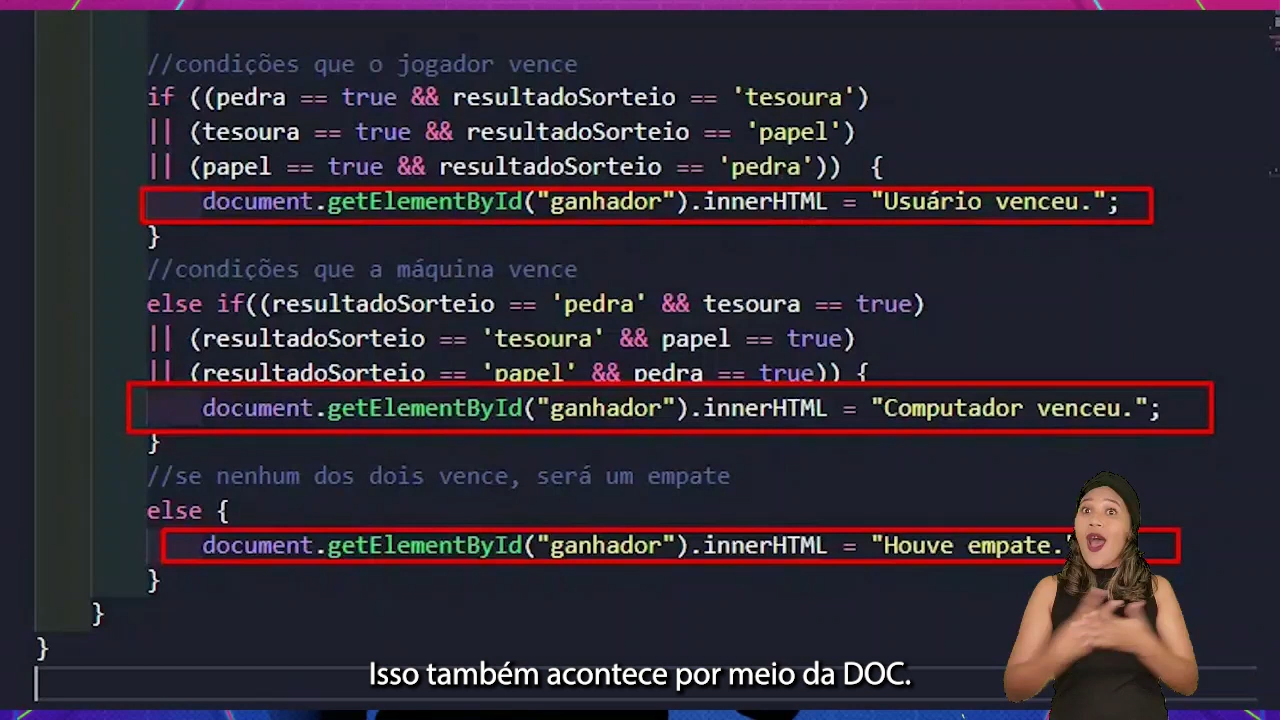 //condições que o jogador vence
if ((pedra == true && resultadoSorteio == 'tesoura')
|| (tesoura == true && resultadoSorteio == 'papel')
|| (papel == true && resultadoSorteio == 'pedra')) {
document.getElementById("ganhador").innerHTML = "Usuário venceu.";
}
//condições que a máquina vence
else if((resultadoSorteio == 'pedra' && tesoura == true)
|| (resultadoSorteio == 'tesoura' && papel == true)
|| (resultadoSorteio == 'papel' && pedra == true)) {
document.getElementById("ganhador").innerHTML = "Computador venceu.";
}
//se nenhum dos dois vence, será um empate
else {
document.getElementById("ganhador").innerHTML = "Houve empate."
}
}
}
Isso também acontece por meio da DOC.